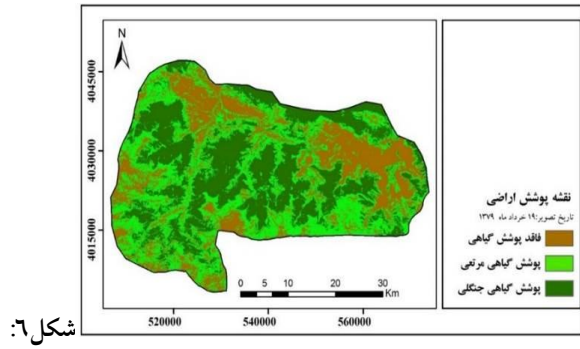 N
4045000
4030000
4015000
520000 540000 560000
0 5 10 20 30
Km
نقشه پوشش اراضی
تاریخ تصویر:۱۹ خرداد ماه ۱۳۷۹
فاقد پوشش گیاهی
پوشش گیاهی مرتعی
پوشش گیاهی جنگلی
شکل٦: